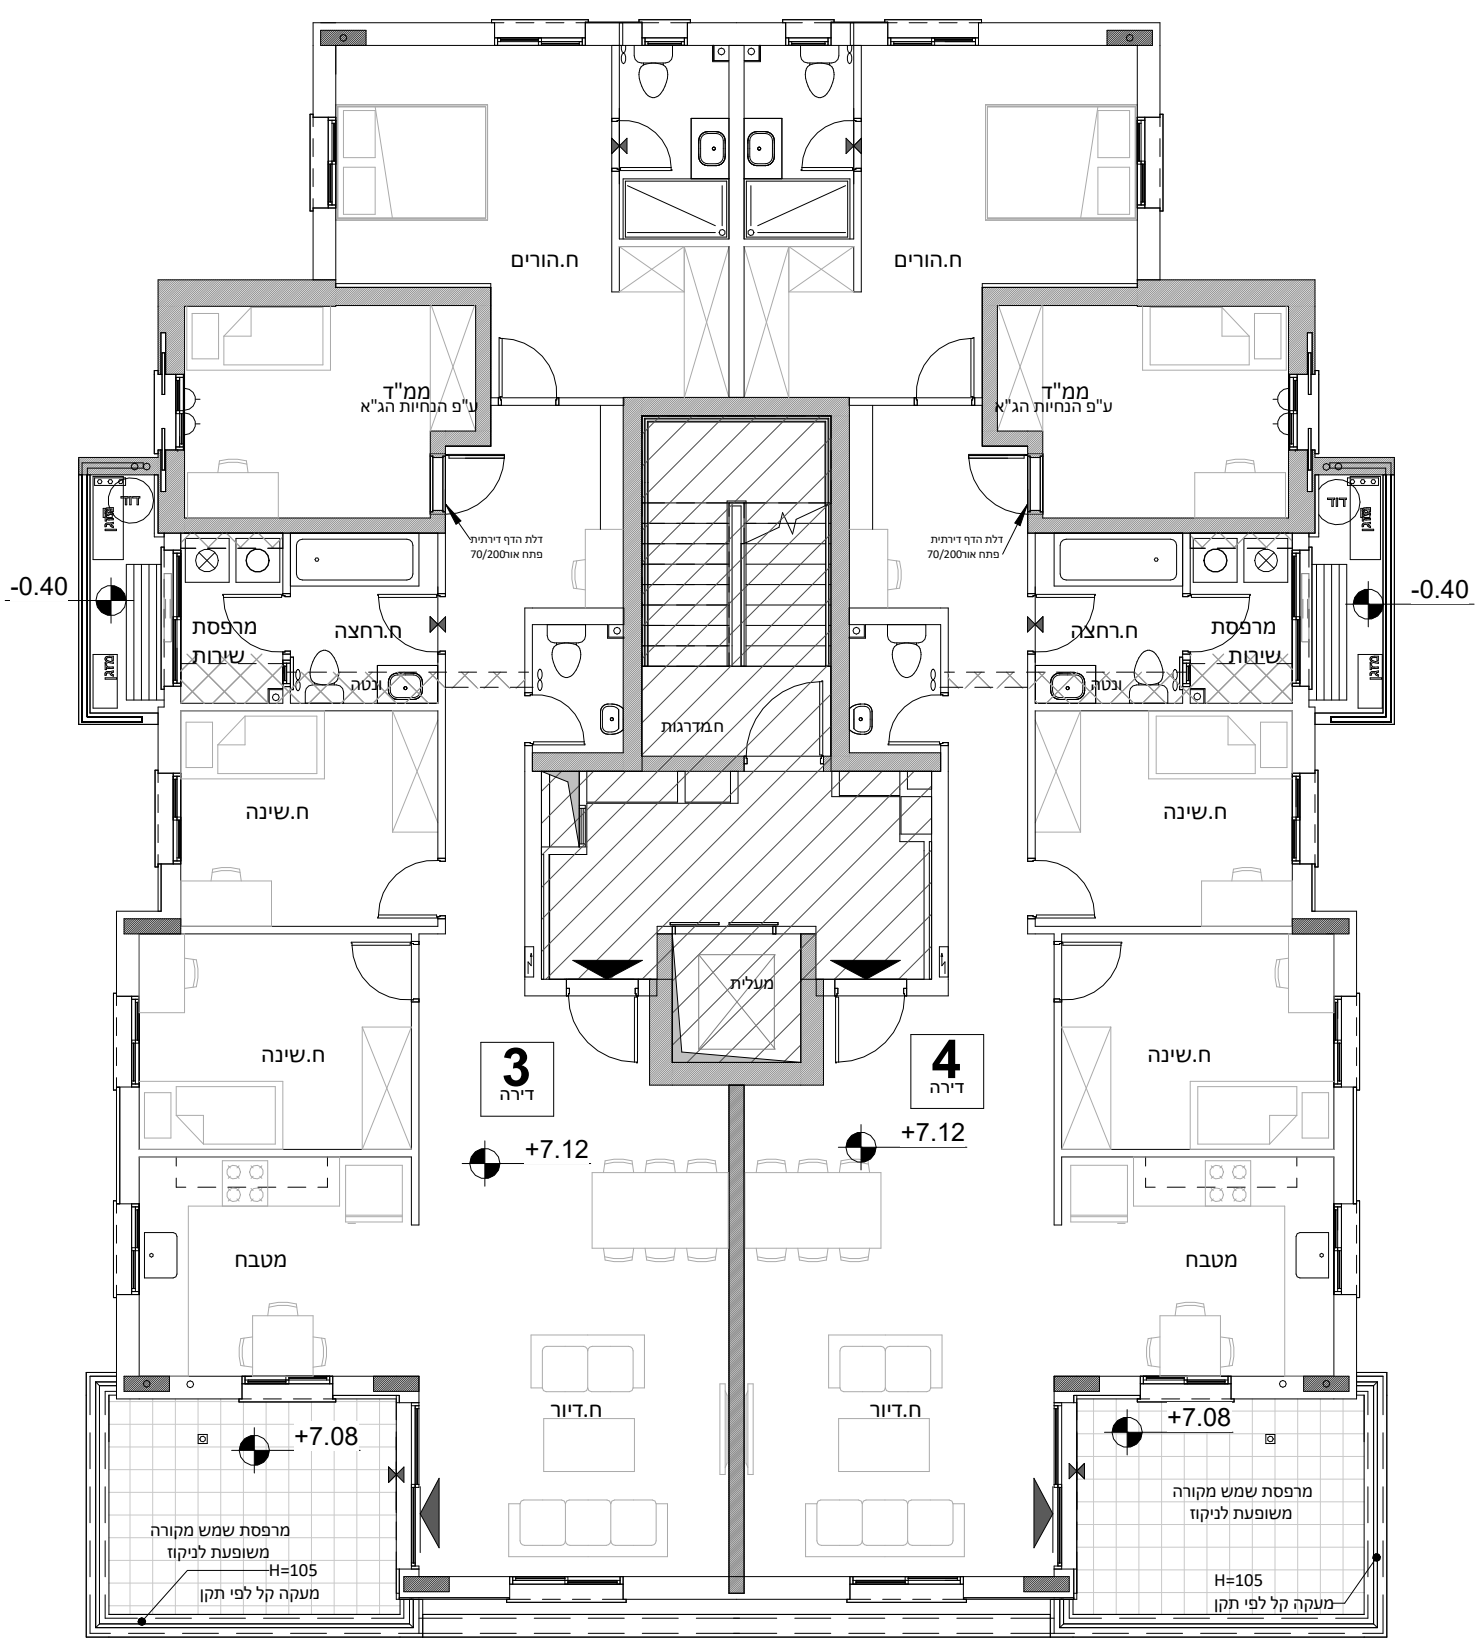 ח.הורים
ח.הורים
ממ"ד
ע"פ הנחיות הג"א
ממ"ד
ע"פ הנחיות הג"א
דוד
מזגן
דוד
מזגן
דלת הדף דירתית
פתח אור70/200
דלת הדף דירתית
פתח אור70/200
-0.40
-0.40
מרפסת
שירות
ח.רחצה
ח.רחצה
מרפסת
שירות
מזגן
ונטה
ונטה
מזגן
ח.מדרגות
ח.שינה
ח.שינה
מעלית
ח.שינה
ח.שינה
3
דירה
4
דירה
+7.12
+7.12
מטבח
מטבח
ח.דיור
ח.דיור
+7.08
+7.08
מרפסת שמש מקורה
משופעת לניקוז
מרפסת שמש מקורה
משופעת לניקוז
H=105
מעקה קל לפי תקן
H=105
מעקה קל לפי תקן